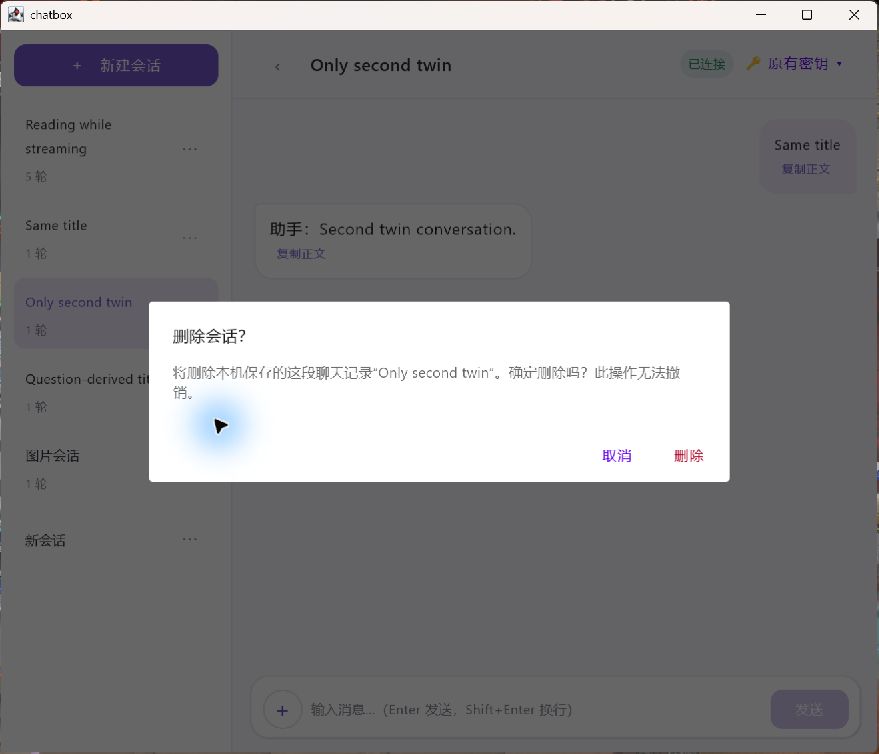 chatbox
+ 新建会话
Reading while
streaming
...
5 轮
Same title
...
1 轮
Only second twin
1 轮
Question-derived tit
1 轮
图片会话
1 轮
新会话
...
‹ Only second twin
已连接
原有密钥 ▾
Same title
复制正文
助手：Second twin conversation.
复制正文
删除会话?
将删除本机保存的这段聊天记录“Only second twin”。确定删除吗？此操作无法撤
销。
取消 删除
+ 输入消息...（Enter 发送，Shift+Enter 换行）
发送